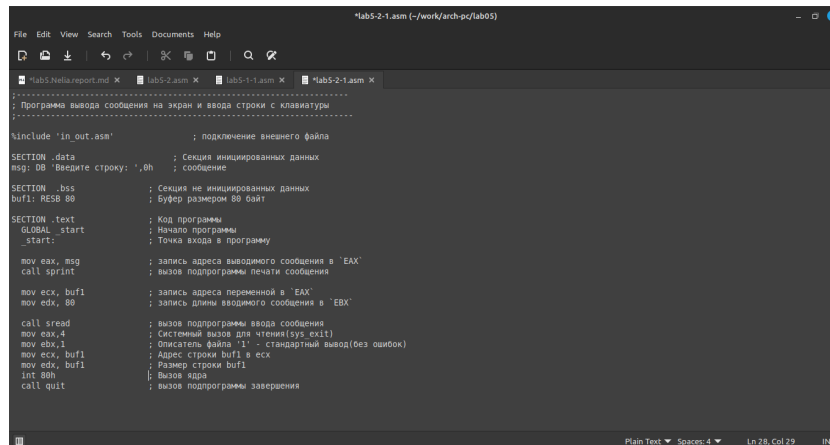 *lab5-2-1.asm (~/work/arch-pc/lab05)
File Edit View Search Tools Documents Help
*lab5.Nelia.report.md × lab5-2.asm × lab5-1-1.asm × *lab5-2-1.asm ×
;--------------------------------------------------------------------
; Программа вывода сообщения на экран и ввода строки с клавиатуры
;---------------------------------------------------------------------
%include 'in_out.asm' ; подключение внешнего файла
SECTION .data ; Секция инициированных данных
msg: DB 'Введите строку: ',0h ; сообщение
SECTION .bss ; Секция не инициированных данных
buf1: RESB 80 ; Буфер размером 80 байт
SECTION .text ; Код программы
GLOBAL _start ; Начало программы
_start: ; Точка входа в программу
mov eax, msg ; запись адреса выводимого сообщения в `EAX`
call sprint ; вызов подпрограммы печати сообщения
mov ecx, buf1 ; запись адреса переменной в `EAX`
mov edx, 80 ; запись длины вводимого сообщения в `EBX`
call sread ; вызов подпрограммы ввода сообщения
mov eax,4 ; Системный вызов для чтения(sys_exit)
mov ebx,1 ; Описатель файла '1' - стандартный вывод(без ошибок)
mov ecx, buf1 ; Адрес строки buf1 в ecx
mov edx, buf1 ; Размер строки buf1
int 80h ; Вызов ядра
call quit ; вызов подпрограммы завершения
Plain Text Spaces: 4 Ln 28, Col 29 IN